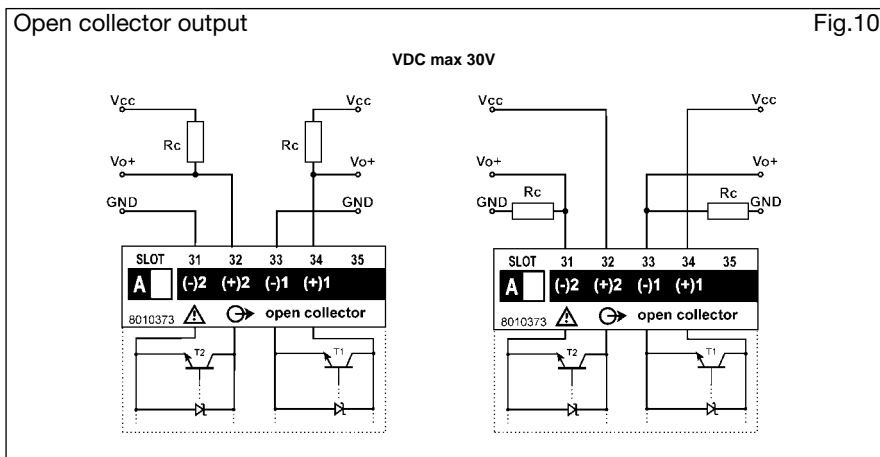 Open collector output Fig.10
VDC max 30V
Vcc Vcc Vcc Vcc
Rc Rc
Vo+ Vo+ Vo+ Vo+
GND GND GND Rc Rc GND
SLOT 31 32 33 34 35
A (-)2 (+)2 (-)1 (+)1
8010373 open collector
T2 T1
SLOT 31 32 33 34 35
A (-)2 (+)2 (-)1 (+)1
8010373 open collector
T2 T1